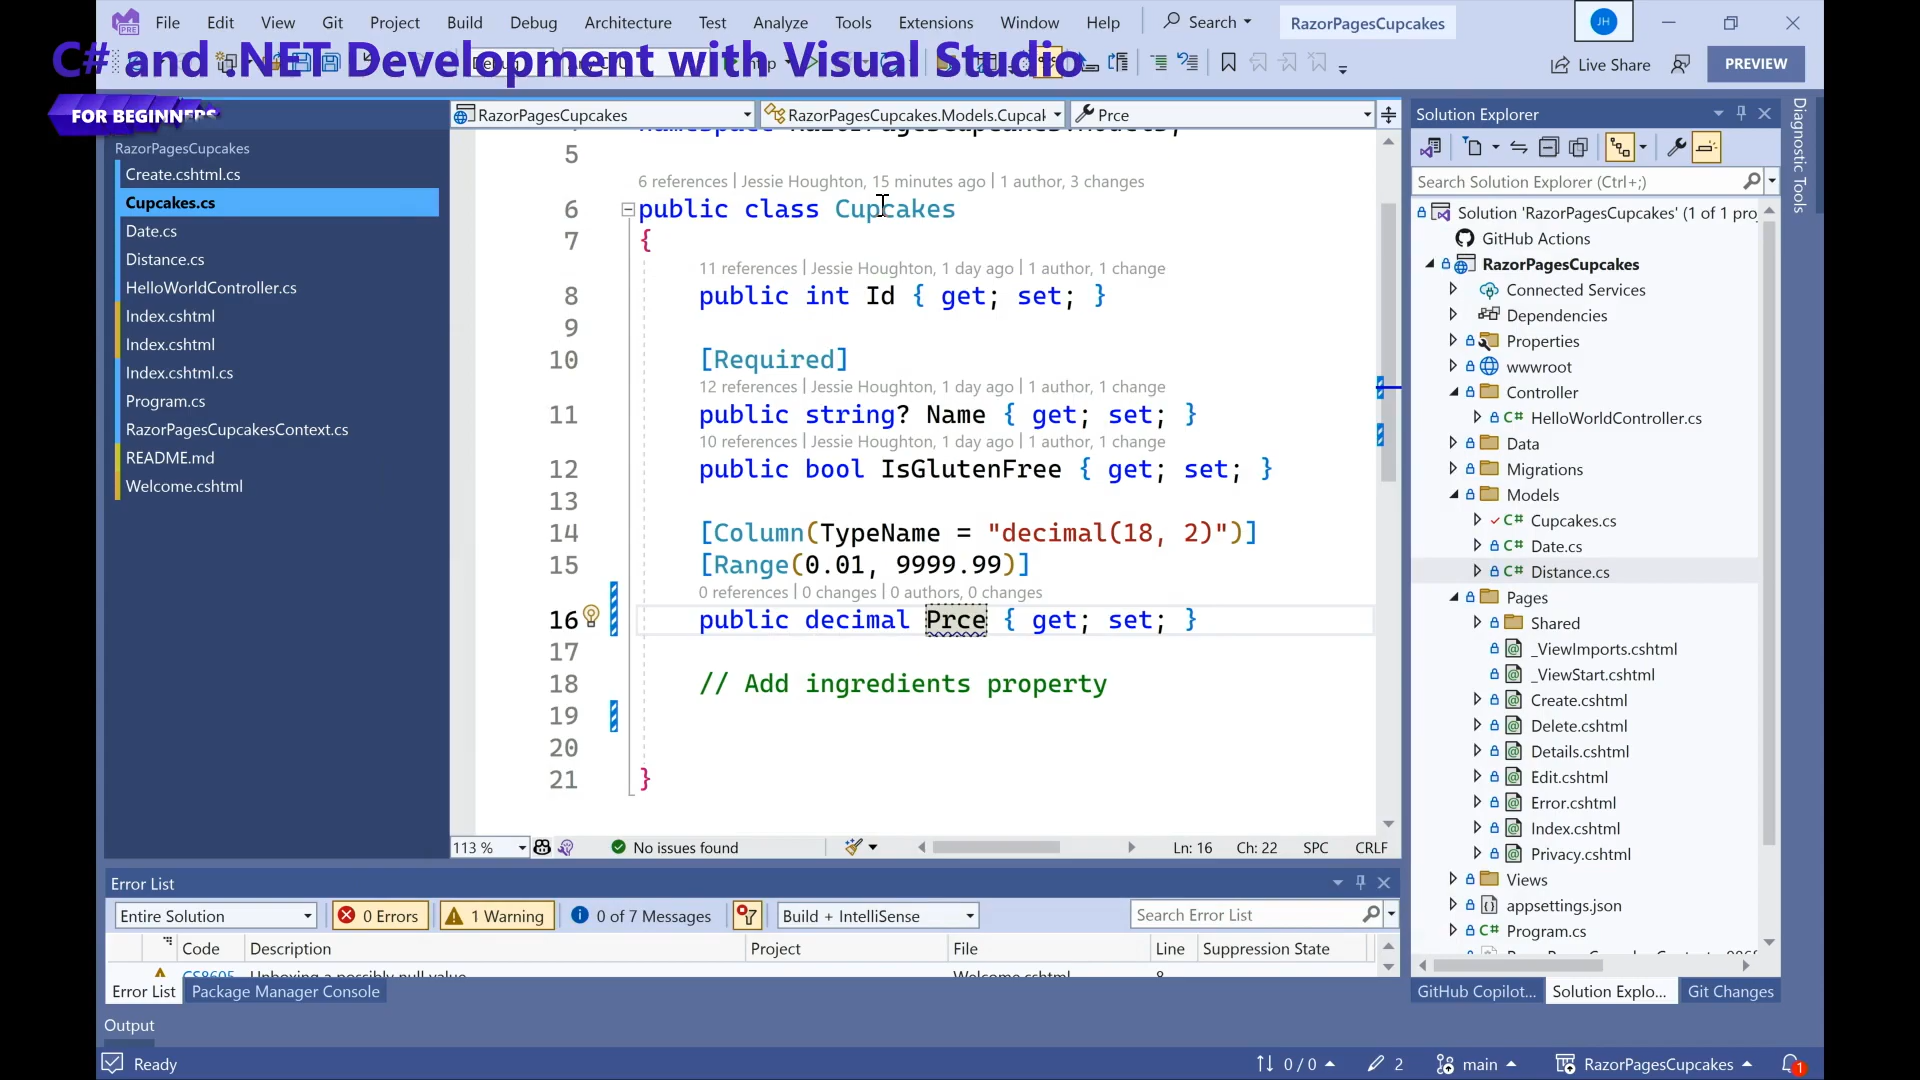 File Edit View Git Project Build Debug Architecture Test Analyze Tools Extensions Window Help Search RazorPagesCupcakes JH
C# and .NET Development with Visual Studio
Live Share PREVIEW
FOR BEGINNERS
RazorPagesCupcakes
Create.cshtml.cs
Cupcakes.cs
Date.cs
Distance.cs
HelloWorldController.cs
Index.cshtml
Index.cshtml
Index.cshtml.cs
Program.cs
RazorPagesCupcakesContext.cs
README.md
Welcome.cshtml
RazorPagesCupcakes RazorPagesCupcakes.Models.Cupcal Prce
5
6 references | Jessie Houghton, 15 minutes ago | 1 author, 3 changes
6 public class Cupcakes
7 {
11 references | Jessie Houghton, 1 day ago | 1 author, 1 change
8 public int Id { get; set; }
9
10 [Required]
12 references | Jessie Houghton, 1 day ago | 1 author, 1 change
11 public string? Name { get; set; }
10 references | Jessie Houghton, 1 day ago | 1 author, 1 change
12 public bool IsGlutenFree { get; set; }
13
14 [Column(TypeName = "decimal(18, 2)")]
15 [Range(0.01, 9999.99)]
0 references | 0 changes | 0 authors, 0 changes
16 public decimal Prce { get; set; }
17
18 // Add ingredients property
19
20
21 }
113 % No issues found Ln: 16 Ch: 22 SPC CRLF
Error List
Entire Solution 0 Errors 1 Warning 0 of 7 Messages Build + IntelliSense Search Error List
Code Description Project File Line Suppression State
CS8605 Unboxing a possibly null value. Welcome.cshtml 8
Error List Package Manager Console
Output
Ready 0 / 0 2 main RazorPagesCupcakes 1
Solution Explorer
Search Solution Explorer (Ctrl+;)
Solution 'RazorPagesCupcakes' (1 of 1 pro
GitHub Actions
RazorPagesCupcakes
Connected Services
Dependencies
Properties
wwwroot
Controller
C# HelloWorldController.cs
Data
Migrations
Models
C# Cupcakes.cs
C# Date.cs
C# Distance.cs
Pages
Shared
_ViewImports.cshtml
_ViewStart.cshtml
Create.cshtml
Delete.cshtml
Details.cshtml
Edit.cshtml
Error.cshtml
Index.cshtml
Privacy.cshtml
Views
appsettings.json
C# Program.cs
GitHub Copilot... Solution Explo... Git Changes
Diagnostic Tools